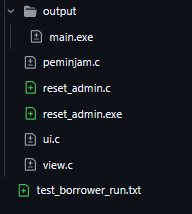 output
main.exe
peminjam.c
reset_admin.c
reset_admin.exe
ui.c
view.c
test_borrower_run.txt